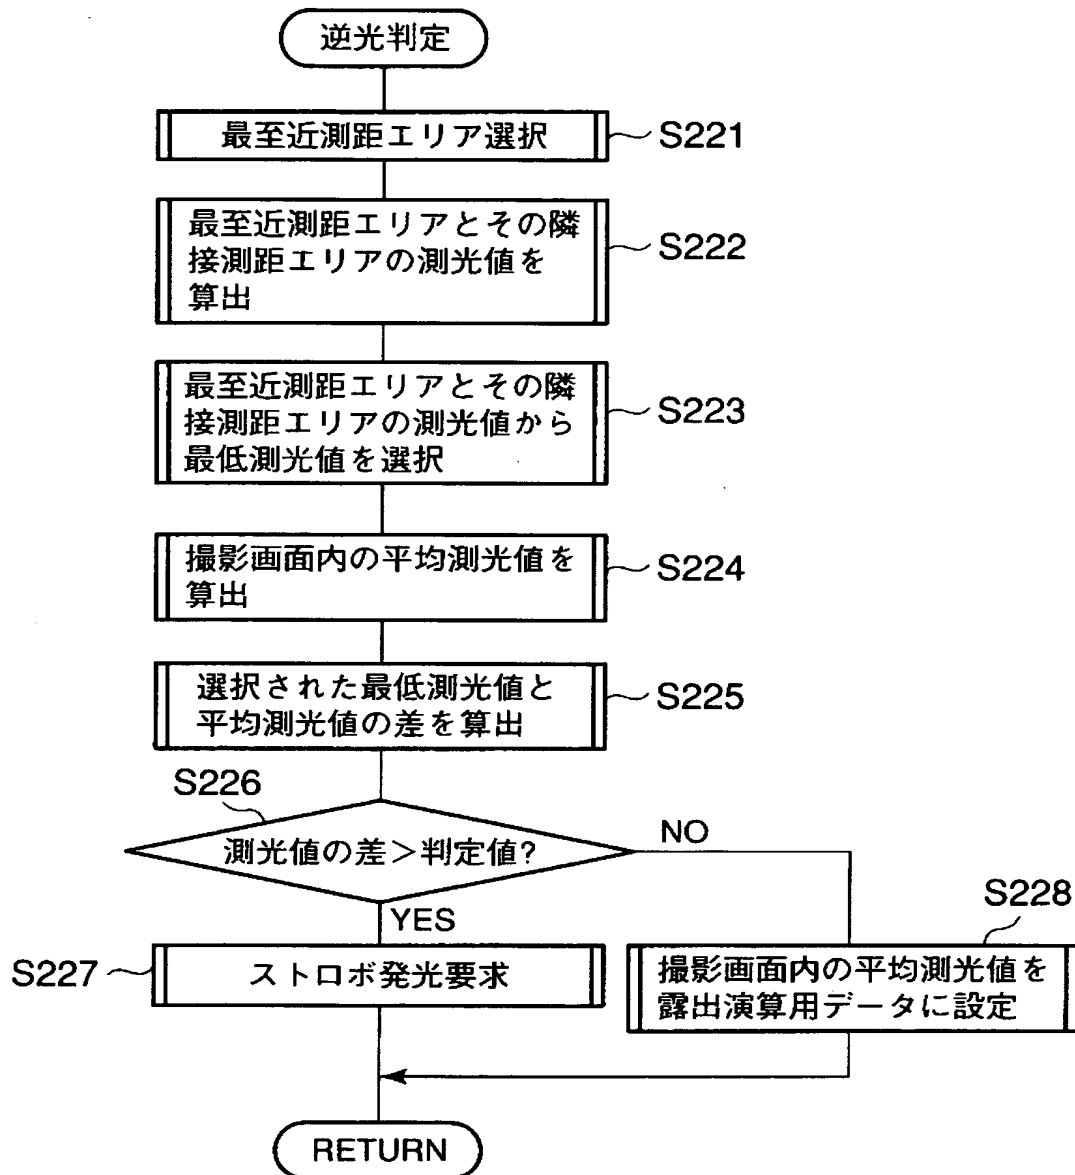 逆光判定
最至近測距エリア選択
S221
最至近測距エリアとその隣
接測距エリアの測光値を
算出
S222
最至近測距エリアとその隣
接測距エリアの測光値から
最低測光値を選択
S223
撮影画面内の平均測光値を
算出
S224
選択された最低測光値と
平均測光値の差を算出
S225
S226
測光値の差>判定値?
NO
YES
S227
ストロボ発光要求
S228
撮影画面内の平均測光値を
露出演算用データに設定
RETURN